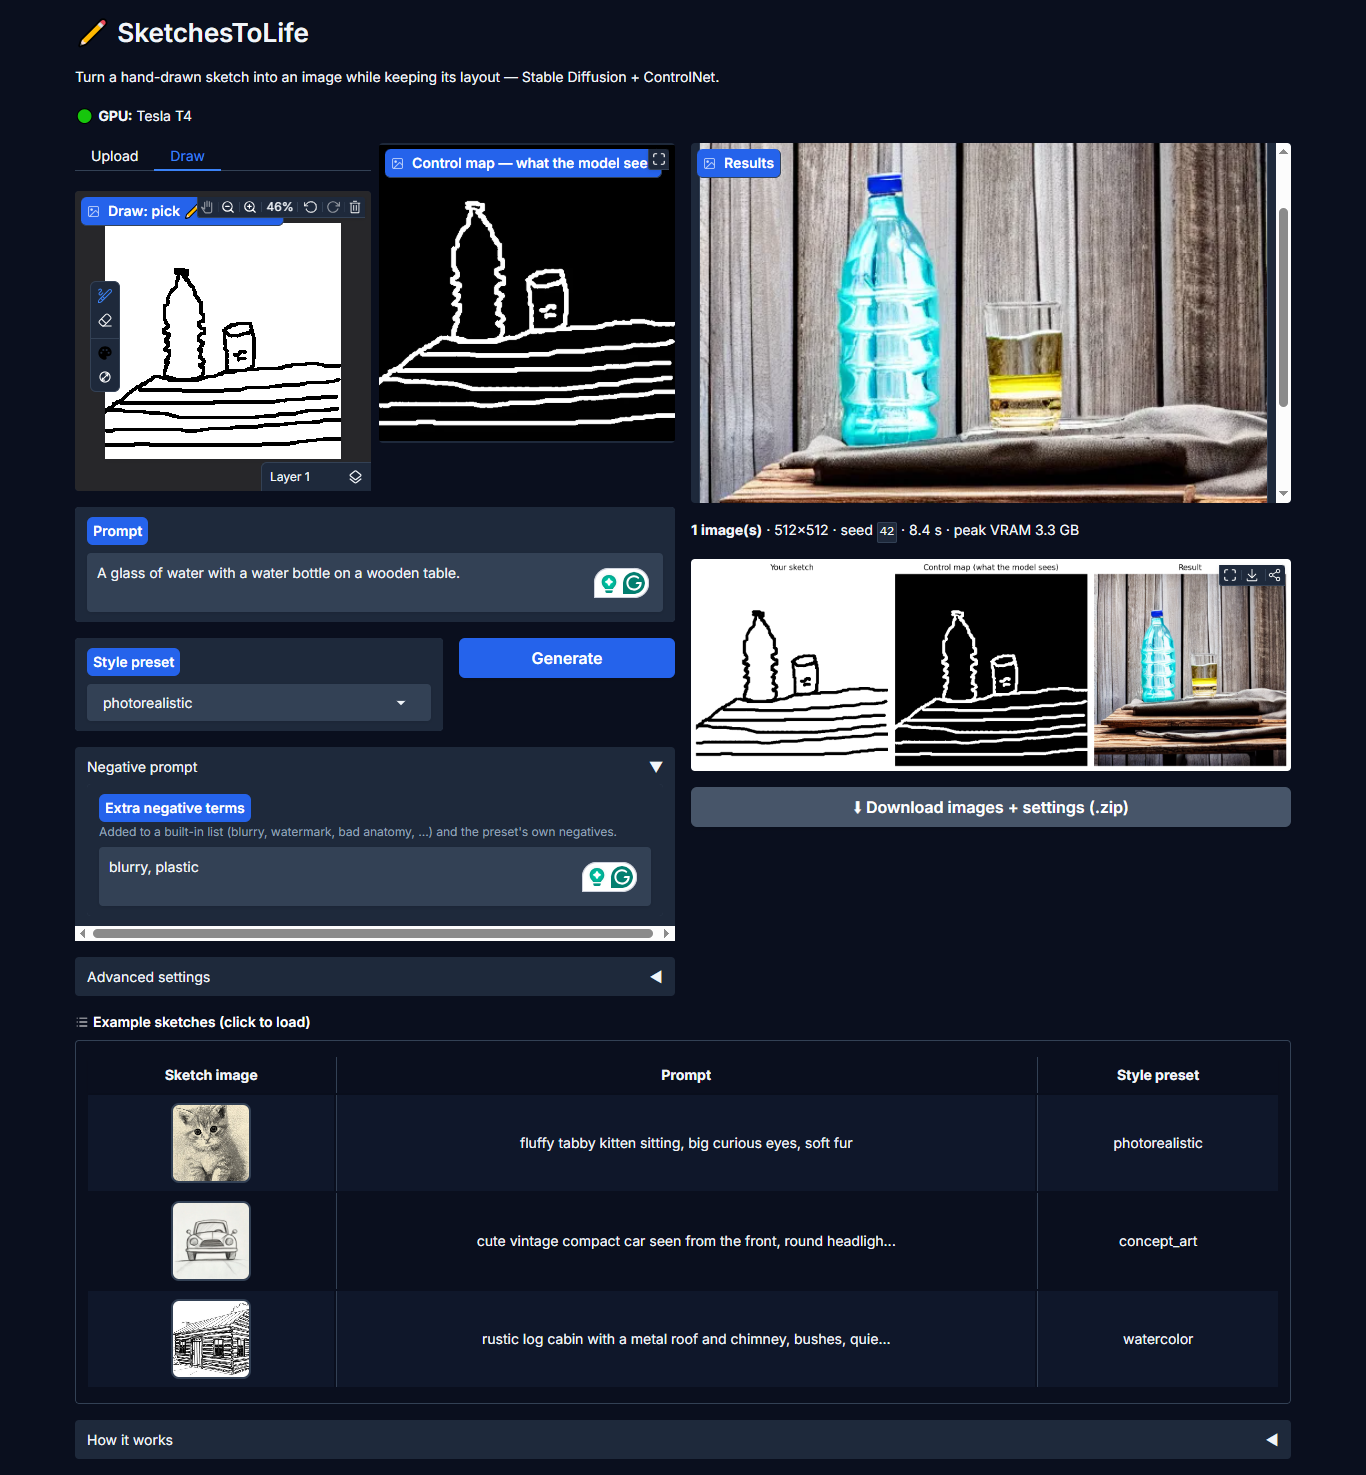 SketchesToLife
Turn a hand-drawn sketch into an image while keeping its layout — Stable Diffusion + ControlNet.
GPU: Tesla T4
Upload
Draw
Draw: pick
46%
Layer 1
Control map — what the model see
Results
Prompt
A glass of water with a water bottle on a wooden table.
Style preset
photorealistic
Generate
Negative prompt
Extra negative terms
Added to a built-in list (blurry, watermark, bad anatomy, ...) and the preset's own negatives.
blurry, plastic
Advanced settings
1 image(s) · 512×512 · seed 42 · 8.4 s · peak VRAM 3.3 GB
Your sketch
Control map (what the model sees)
Result
Download images + settings (.zip)
Example sketches (click to load)
Sketch image
Prompt
Style preset
fluffy tabby kitten sitting, big curious eyes, soft fur
photorealistic
cute vintage compact car seen from the front, round headligh...
concept_art
rustic log cabin with a metal roof and chimney, bushes, quie...
watercolor
How it works